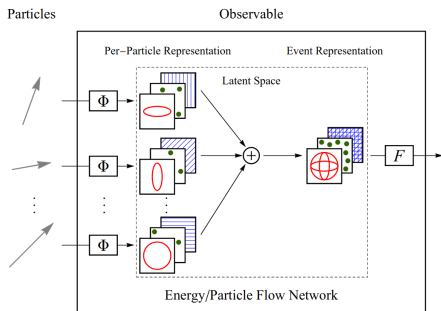 Particles
Observable
Per-Particle Representation
Event Representation
Latent Space
Φ
Φ
Φ
F
Energy/Particle Flow Network